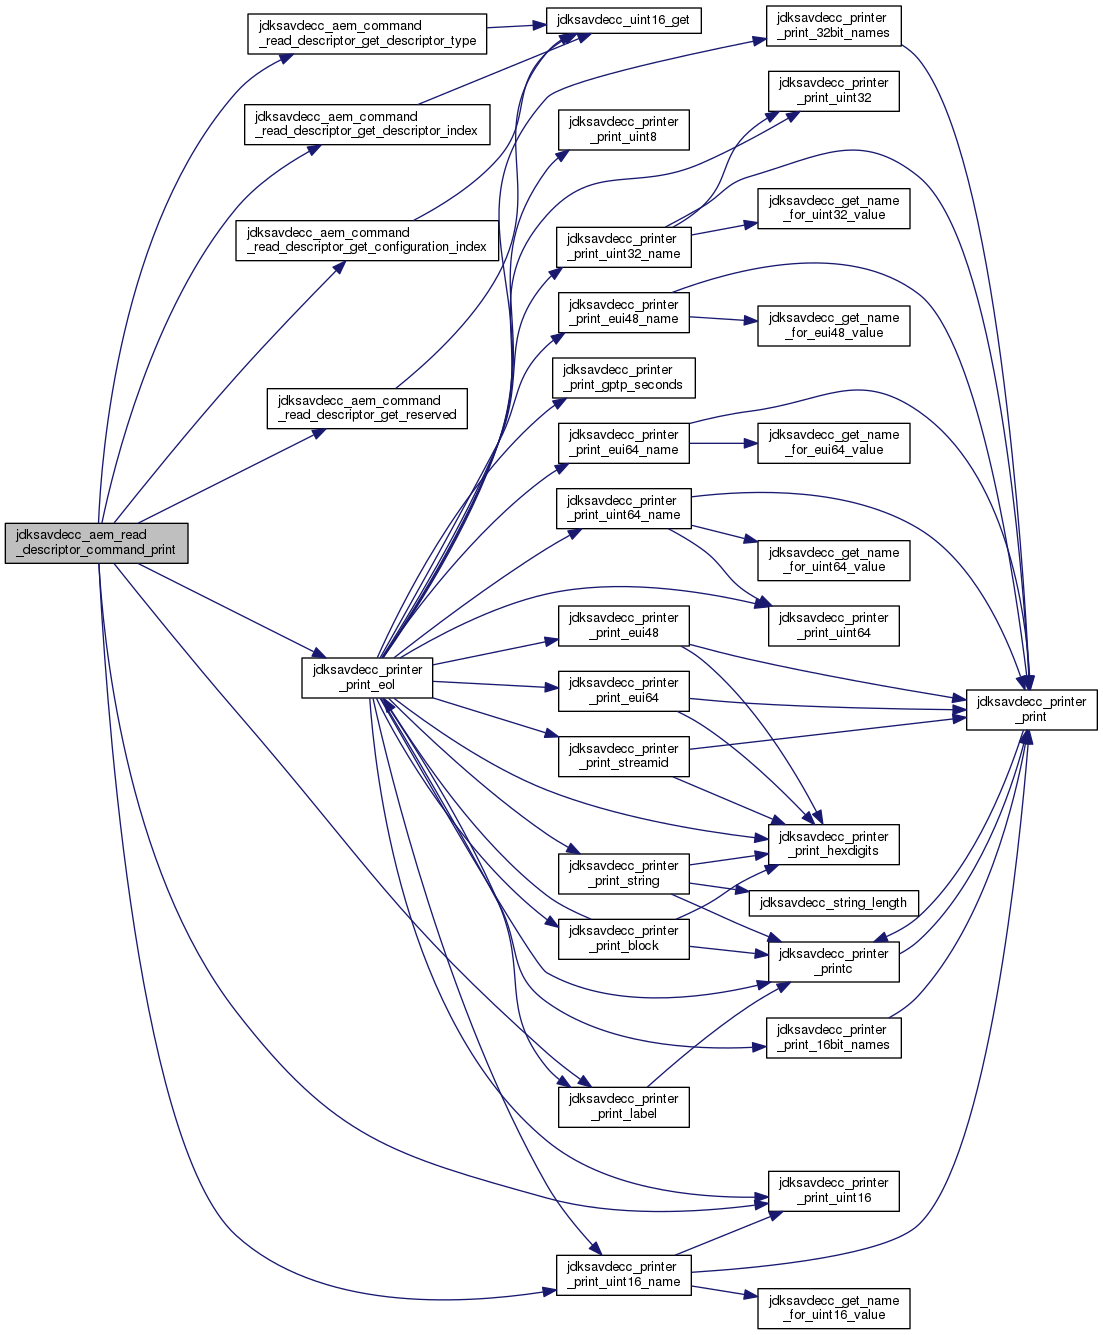 jdksavdecc_aem_read
_descriptor_command_print
jdksavdecc_aem_command
_read_descriptor_get_descriptor_type
jdksavdecc_aem_command
_read_descriptor_get_descriptor_index
jdksavdecc_aem_command
_read_descriptor_get_configuration_index
jdksavdecc_aem_command
_read_descriptor_get_reserved
jdksavdecc_printer
_print_eol
jdksavdecc_uint16_get
jdksavdecc_printer
_print_uint8
jdksavdecc_printer
_print_uint32_name
jdksavdecc_printer
_print_eui48_name
jdksavdecc_printer
_print_gptp_seconds
jdksavdecc_printer
_print_eui64_name
jdksavdecc_printer
_print_uint64_name
jdksavdecc_printer
_print_eui48
jdksavdecc_printer
_print_eui64
jdksavdecc_printer
_print_streamid
jdksavdecc_printer
_print_string
jdksavdecc_printer
_print_block
jdksavdecc_printer
_print_label
jdksavdecc_printer
_print_uint16_name
jdksavdecc_printer
_print_32bit_names
jdksavdecc_printer
_print_uint32
jdksavdecc_get_name
_for_uint32_value
jdksavdecc_get_name
_for_eui48_value
jdksavdecc_get_name
_for_eui64_value
jdksavdecc_get_name
_for_uint64_value
jdksavdecc_printer
_print_uint64
jdksavdecc_printer
_print_hexdigits
jdksavdecc_string_length
jdksavdecc_printer
_printc
jdksavdecc_printer
_print_16bit_names
jdksavdecc_printer
_print_uint16
jdksavdecc_get_name
_for_uint16_value
jdksavdecc_printer
_print